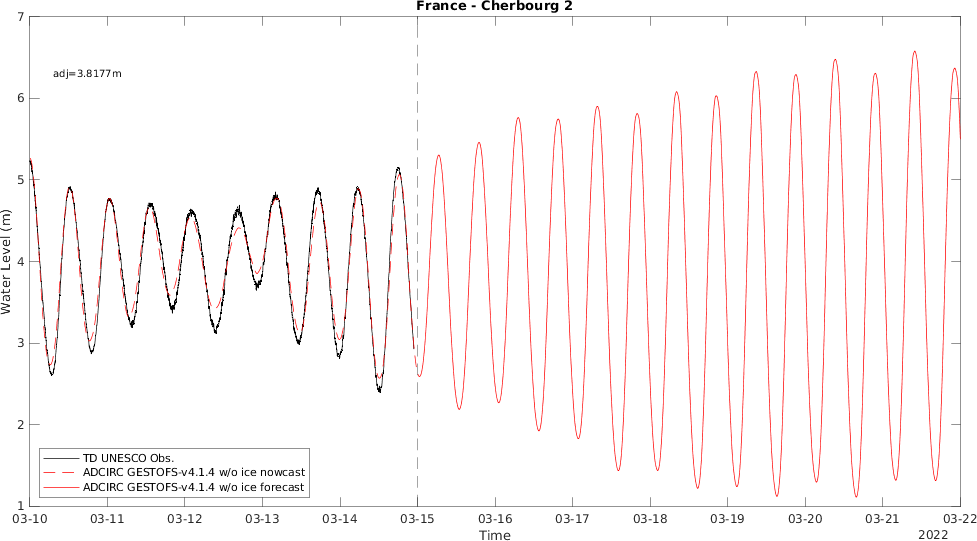 France - Cherbourg 2
7
adj=3.8177m
6
5
4
3
2
1
Water Level (m)
TD UNESCO Obs.
ADCIRC GESTOFS-v4.1.4 w/o ice nowcast
ADCIRC GESTOFS-v4.1.4 w/o ice forecast
03-10 03-11 03-12 03-13 03-14 03-15 03-16 03-17 03-18 03-19 03-20 03-21 03-22
Time
2022